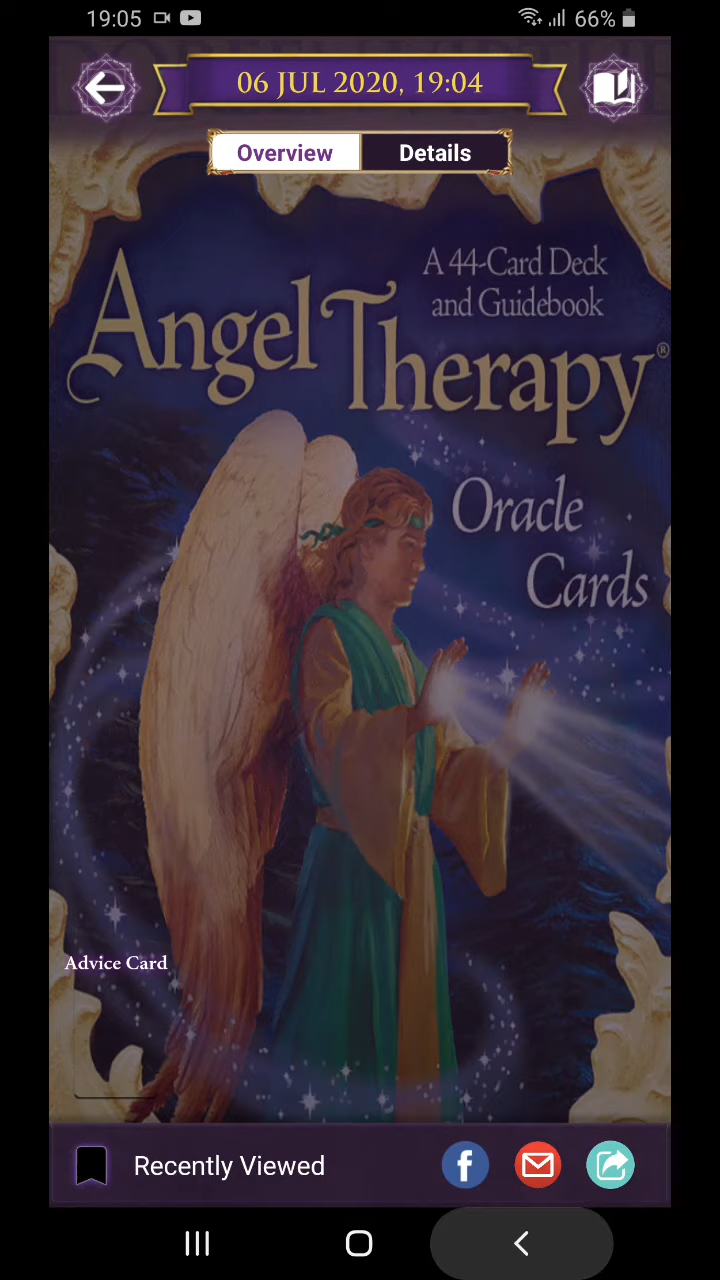 19:05
66%
06 JUL 2020, 19:04
Overview
Details
A 44-Card Deck
and Guidebook
Angel Therapy®
Oracle
Cards
Advice Card
Recently Viewed